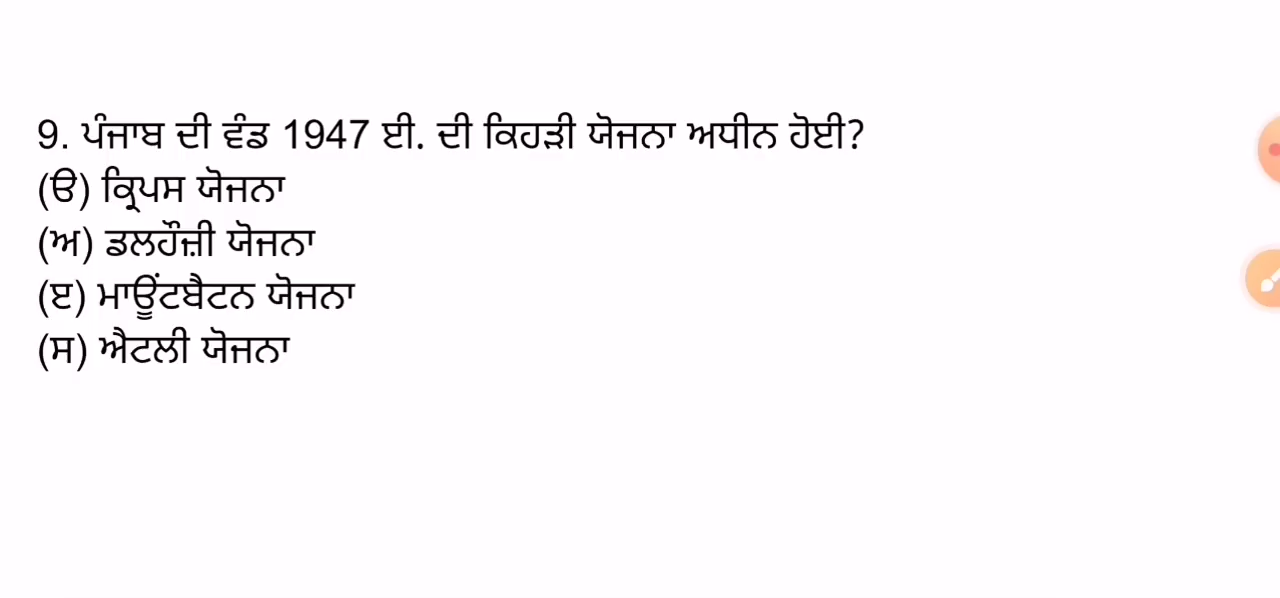 9. ਪੰਜਾਬ ਦੀ ਵੰਡ 1947 ਈ. ਦੀ ਕਿਹੜੀ ਯੋਜਨਾ ਅਧੀਨ ਹੋਈ?
(ੳ) ਕ੍ਰਿਪਸ ਯੋਜਨਾ
(ਅ) ਡਲਹੌਜ਼ੀ ਯੋਜਨਾ
(ੲ) ਮਾਊਂਟਬੈਟਨ ਯੋਜਨਾ
(ਸ) ਐਟਲੀ ਯੋਜਨਾ